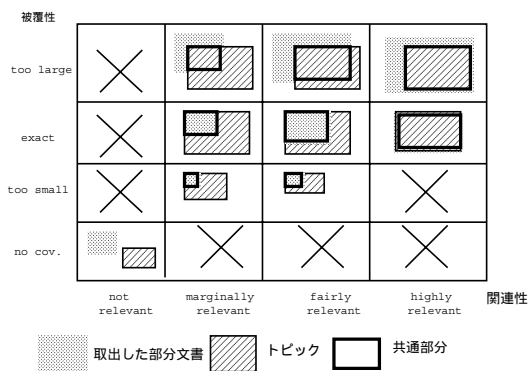 被覆性
too large
exact
too small
no cov.
not
relevant
marginally
relevant
fairly
relevant
highly
relevant
関連性
取出した部分文書
トピック
共通部分